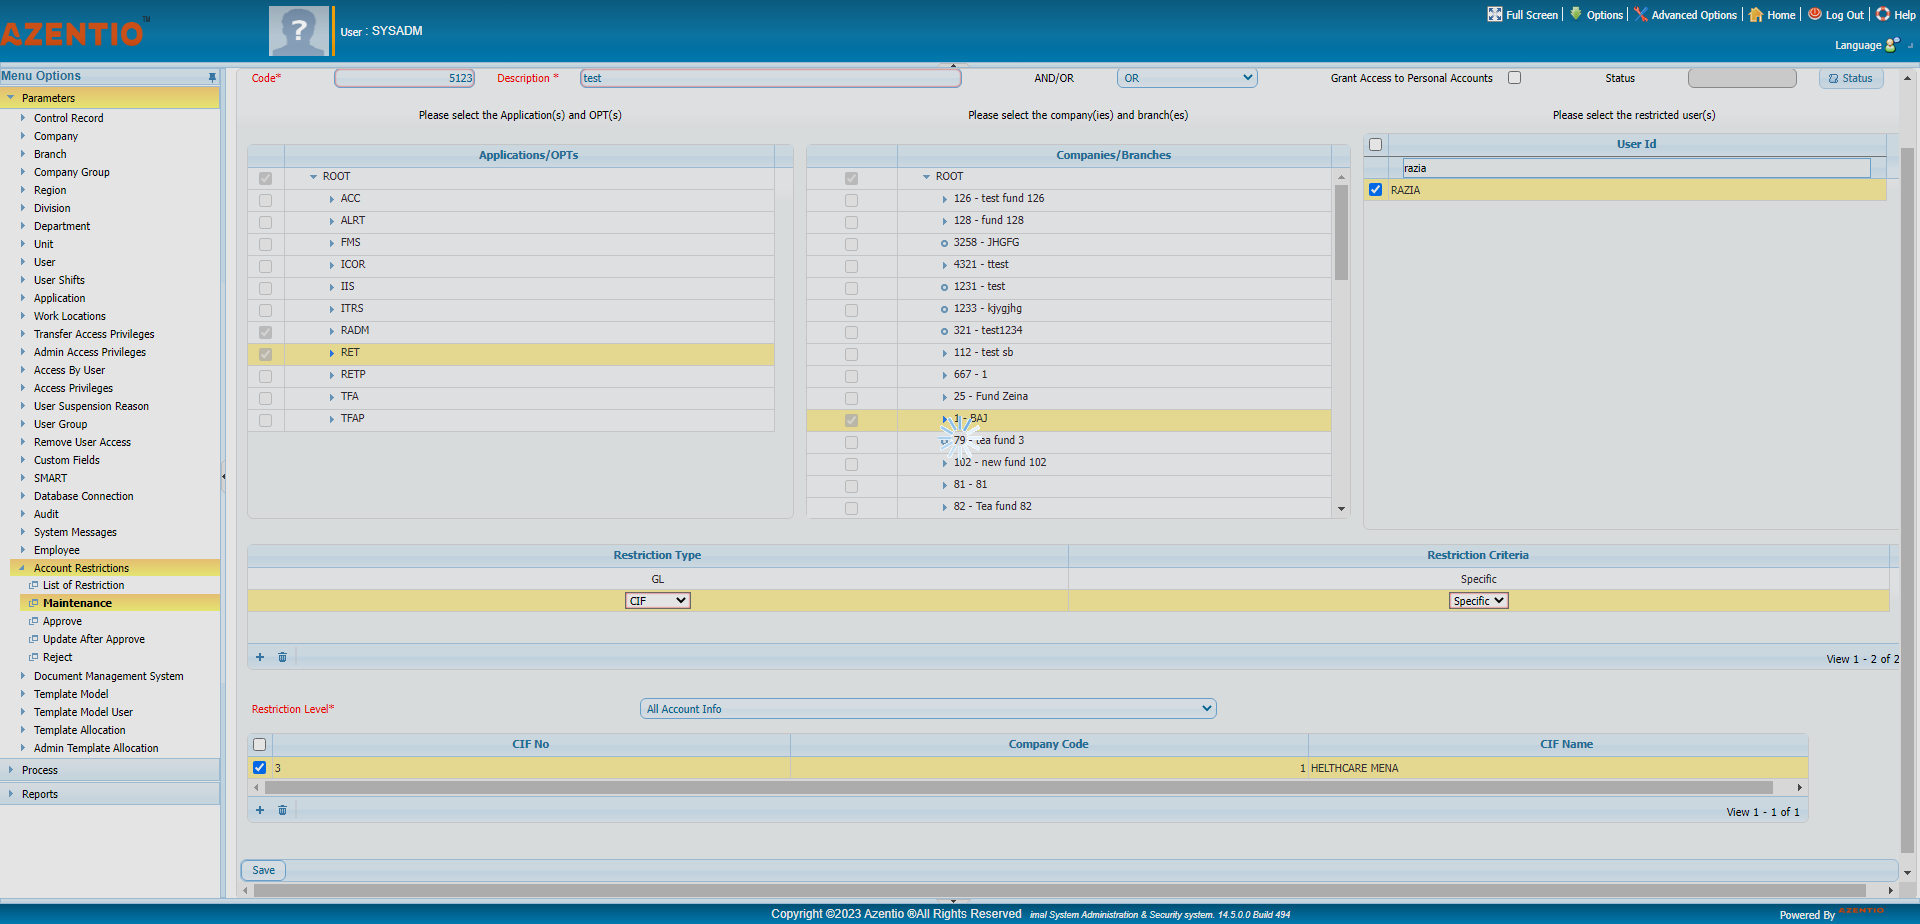 AZENTIO™
User : SYSADM
Full Screen
Options
Advanced Options
Home
Log Out
Help
Language
Menu Options
Parameters
Control Record
Company
Branch
Company Group
Region
Division
Department
Unit
User
User Shifts
Application
Work Locations
Transfer Access Privileges
Admin Access Privileges
Access By User
Access Privileges
User Suspension Reason
User Group
Remove User Access
Custom Fields
SMART
Database Connection
Audit
System Messages
Employee
Account Restrictions
List of Restriction
Maintenance
Approve
Update After Approve
Reject
Document Management System
Template Model
Template Model User
Template Allocation
Admin Template Allocation
Process
Reports
Code* 5123 Description * test AND/OR OR Grant Access to Personal Accounts Status Status
Please select the Application(s) and OPT(s)
Applications/OPTs
ROOT
ACC
ALRT
FMS
ICOR
IIS
ITRS
RADM
RET
RETP
TFA
TFAP
Please select the company(ies) and branch(es)
Companies/Branches
ROOT
126 - test fund 126
128 - fund 128
3258 - JHGFG
4321 - ttest
1231 - test
1233 - kjygjhg
321 - test1234
112 - test sb
667 - 1
25 - Fund Zeina
1 - BAJ
79 - tea fund 3
102 - new fund 102
81 - 81
82 - Tea fund 82
Please select the restricted user(s)
User Id
razia
RAZIA
Restriction Type Restriction Criteria
GL Specific
CIF Specific
View 1 - 2 of 2
Restriction Level* All Account Info
CIF No Company Code CIF Name
3 1 HELTHCARE MENA
View 1 - 1 of 1
Save
Copyright ©2023 Azentio ®All Rights Reserved imal System Administration & Security system. 14.5.0.0 Build 494
Powered By AZENTIO